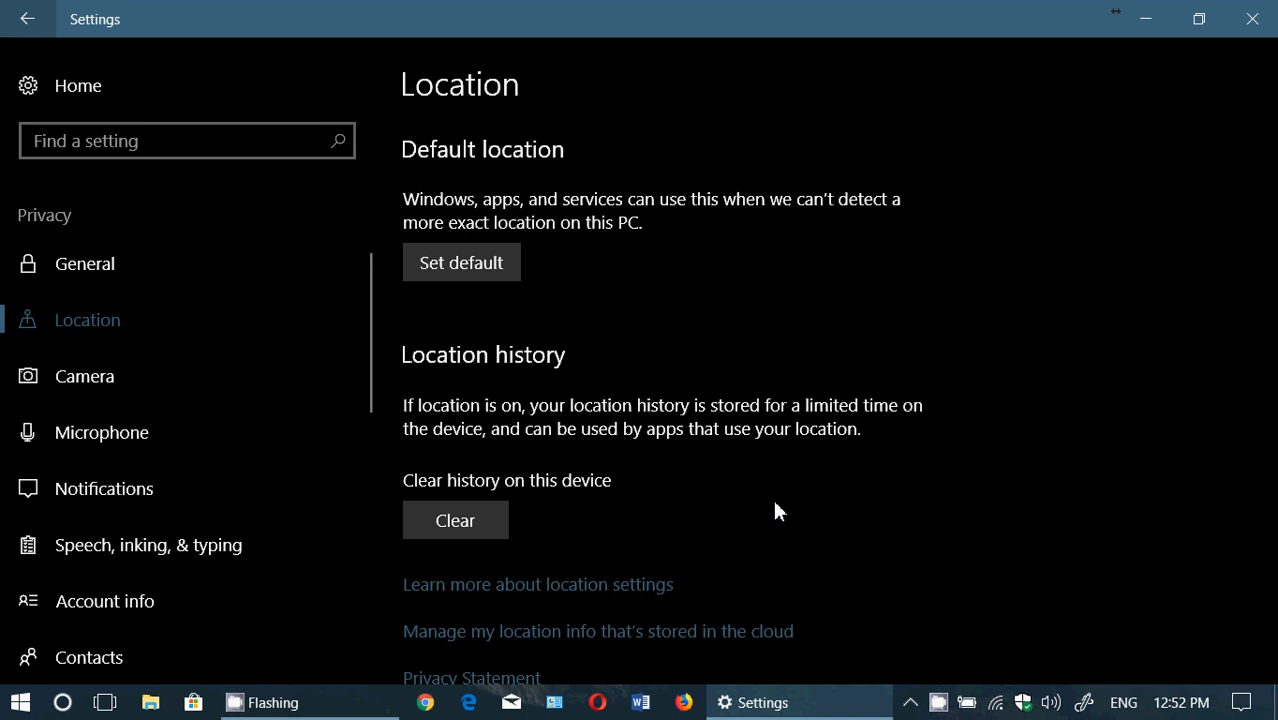 Settings
Home
Find a setting
Privacy
General
Location
Camera
Microphone
Notifications
Speech, inking, & typing
Account info
Contacts
Location
Default location
Windows, apps, and services can use this when we can't detect a
more exact location on this PC.
Set default
Location history
If location is on, your location history is stored for a limited time on
the device, and can be used by apps that use your location.
Clear history on this device
Clear
Learn more about location settings
Manage my location info that's stored in the cloud
Privacy Statement
Flashing
Settings
ENG
12:52 PM